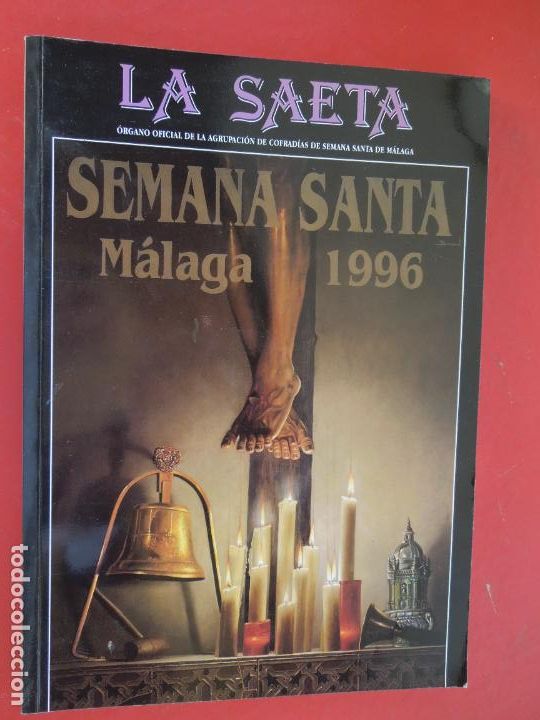 LA SAETA
ÓRGANO OFICIAL DE LA AGRUPACIÓN DE COFRADÍAS DE SEMANA SANTA DE MÁLAGA
SEMANA SANTA
Málaga 1996
todocoleccion